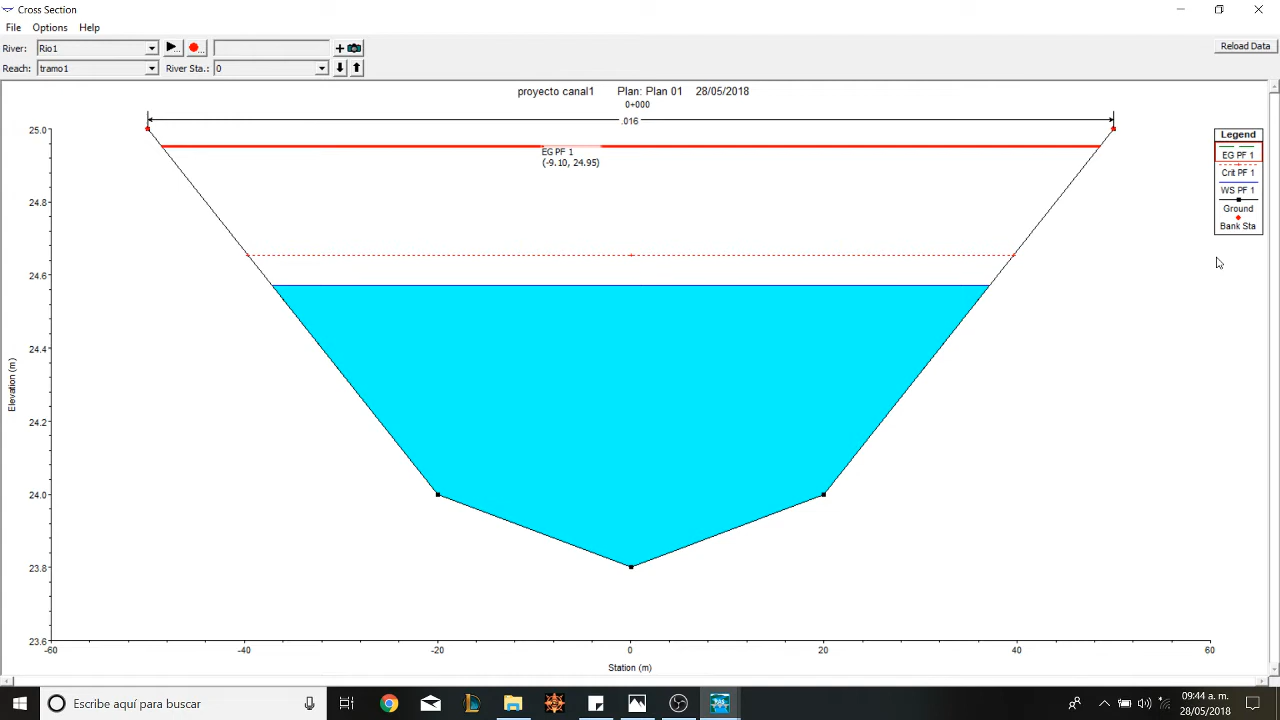 Cross Section
File Options Help
River: Rio1
Reload Data
Reach: tramo1 River Sta.: 0
proyecto canal1 Plan: Plan 01 28/05/2018
0+000
.016
25.0
24.8
24.6
24.4
24.2
24.0
23.8
23.6
Elevation (m)
EG PF 1
(-9.10, 24.95)
Legend
EG PF 1
Crit PF 1
WS PF 1
Ground
Bank Sta
-60 -40 -20 0 20 40 60
Station (m)
Escribe aquí para buscar
09:44 a. m.
28/05/2018